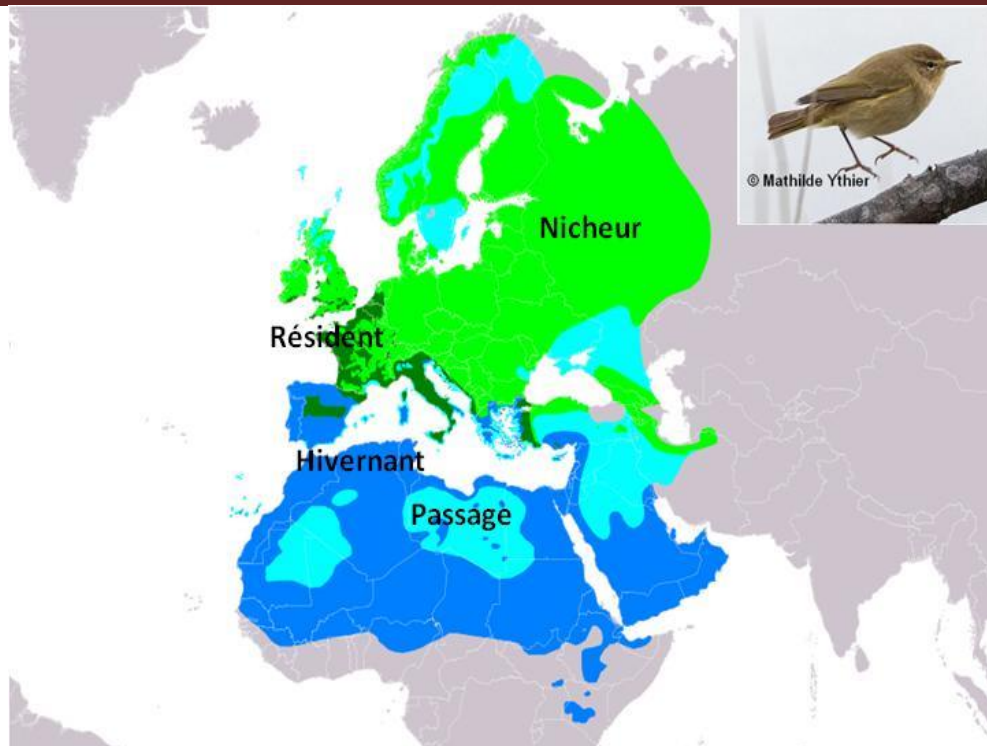 © Mathilde Ythier
Nicheur
Résident
Hivernant
Passage